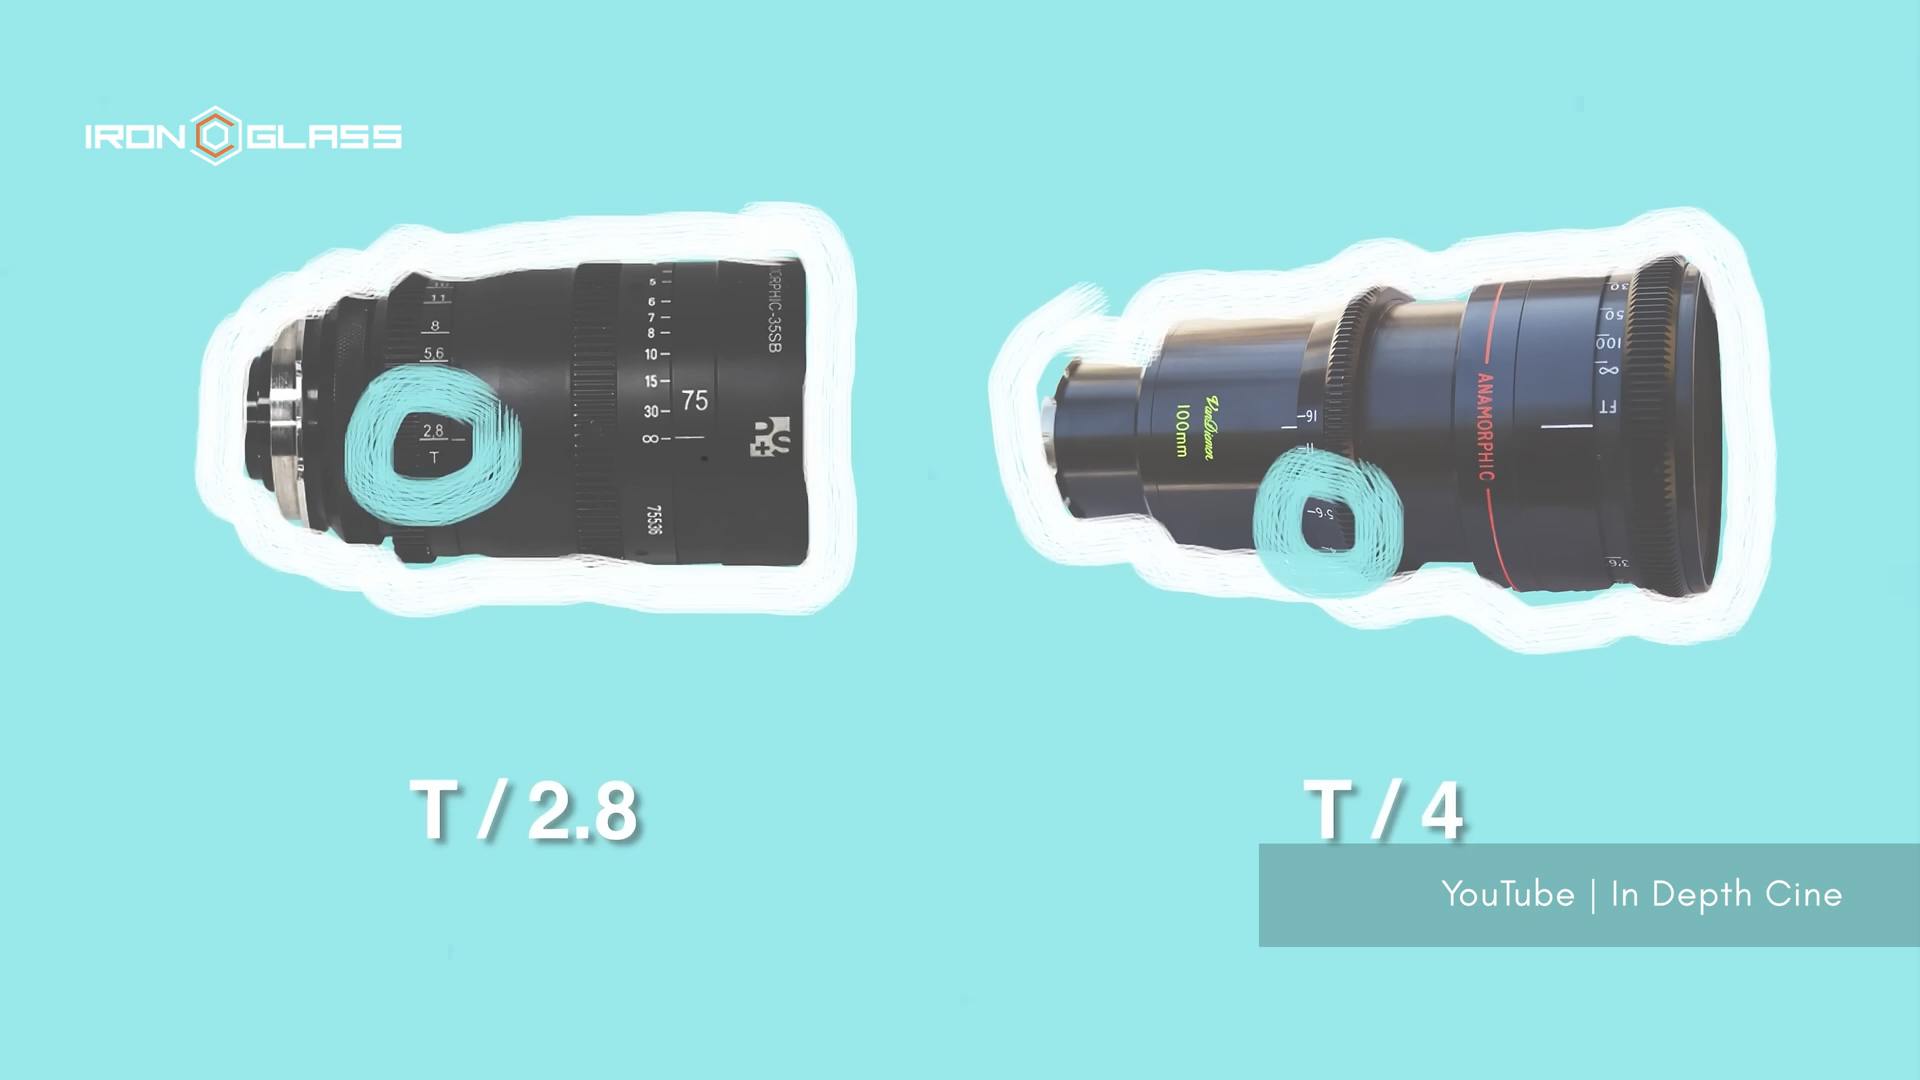 IRON GLASS
11
8
5.6
2.8
T
5
6
7
8
10
15
30
∞
75
75536
ORPHIC-35SB
P+S
VanDiemen
100mm
16
11
5·6
ANAMORPHIC
30
50
100
∞
FT
3·6
T / 2.8
T / 4
YouTube | In Depth Cine